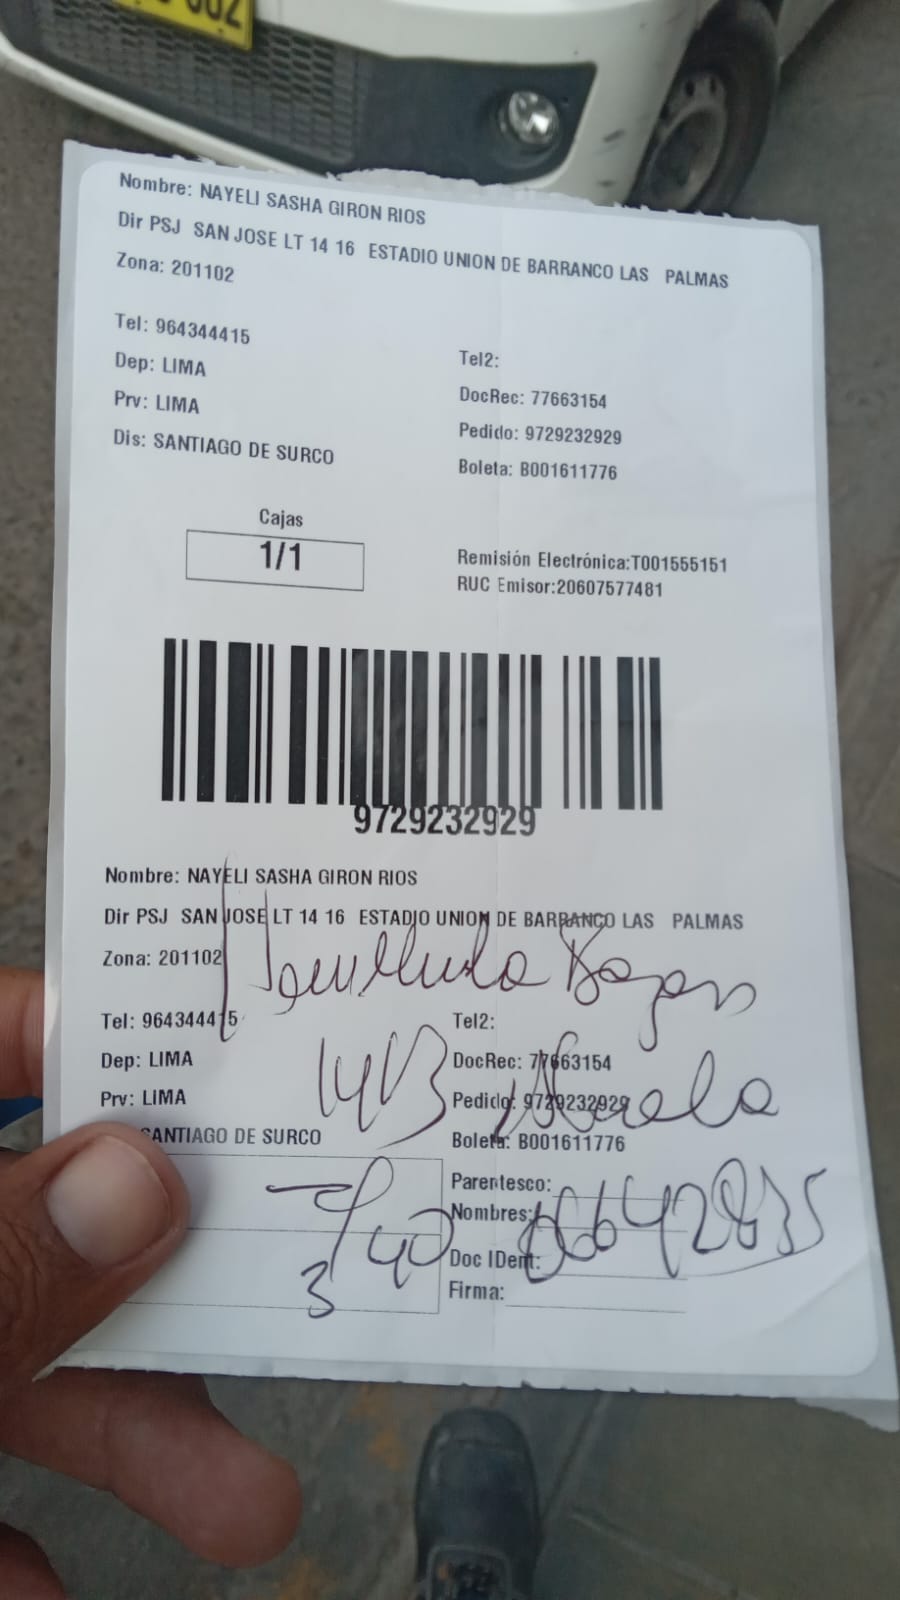 Nombre: NAYELI SASHA GIRON RIOS
Dir PSJ SAN JOSE LT 14 16 ESTADIO UNION DE BARRANCO LAS PALMAS
Zona: 201102
Tel: 964344415
Tel2:
Dep: LIMA
DocRec: 77663154
Prv: LIMA
Pedido: 9729232929
Dis: SANTIAGO DE SURCO
Boleta: B001611776
Cajas
1/1
Remisión Electrónica:T001555151
RUC Emisor:20607577481
9729232929
Nombre: NAYELI SASHA GIRON RIOS
Dir PSJ SAN JOSE LT 14 16 ESTADIO UNION DE BARRANCO LAS PALMAS
Zona: 201102
Tel: 964344415
Tel2:
Dep: LIMA
DocRec: 77663154
Prv: LIMA
Pedido: 9729232929
SANTIAGO DE SURCO
Boleta: B001611776
Parentesco:
Nombres:
Doc IDent:
Firma: